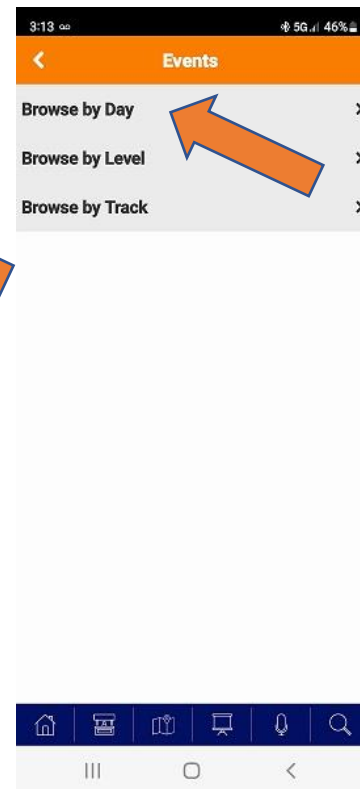 3:13 5G 46%
Events
Browse by Day
Browse by Level
Browse by Track